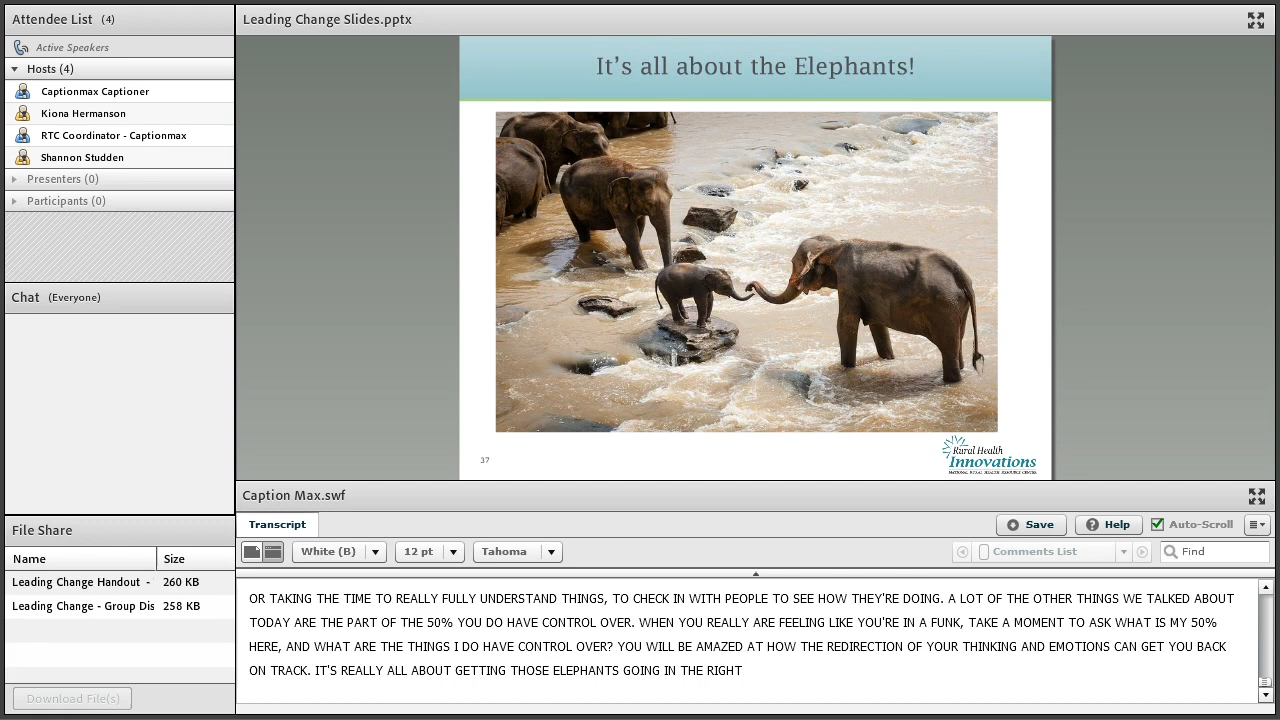 Attendee List (4)
Active Speakers
Hosts (4)
Captionmax Captioner
Kiona Hermanson
RTC Coordinator - Captionmax
Shannon Studden
Presenters (0)
Participants (0)
Chat (Everyone)
File Share
Name Size
Leading Change Handout - 260 KB
Leading Change - Group Dis 258 KB
Download File(s)
Leading Change Slides.pptx
It's all about the Elephants!
37
Rural Health
Innovations
NATIONAL RURAL HEALTH RESOURCE CENTER
Caption Max.swf
Transcript
Save
Help
Auto-Scroll
White (B)
12 pt
Tahoma
Comments List
Find
OR TAKING THE TIME TO REALLY FULLY UNDERSTAND THINGS, TO CHECK IN WITH PEOPLE TO SEE HOW THEY'RE DOING. A LOT OF THE OTHER THINGS WE TALKED ABOUT
TODAY ARE THE PART OF THE 50% YOU DO HAVE CONTROL OVER. WHEN YOU REALLY ARE FEELING LIKE YOU'RE IN A FUNK, TAKE A MOMENT TO ASK WHAT IS MY 50%
HERE, AND WHAT ARE THE THINGS I DO HAVE CONTROL OVER? YOU WILL BE AMAZED AT HOW THE REDIRECTION OF YOUR THINKING AND EMOTIONS CAN GET YOU BACK
ON TRACK. IT'S REALLY ALL ABOUT GETTING THOSE ELEPHANTS GOING IN THE RIGHT